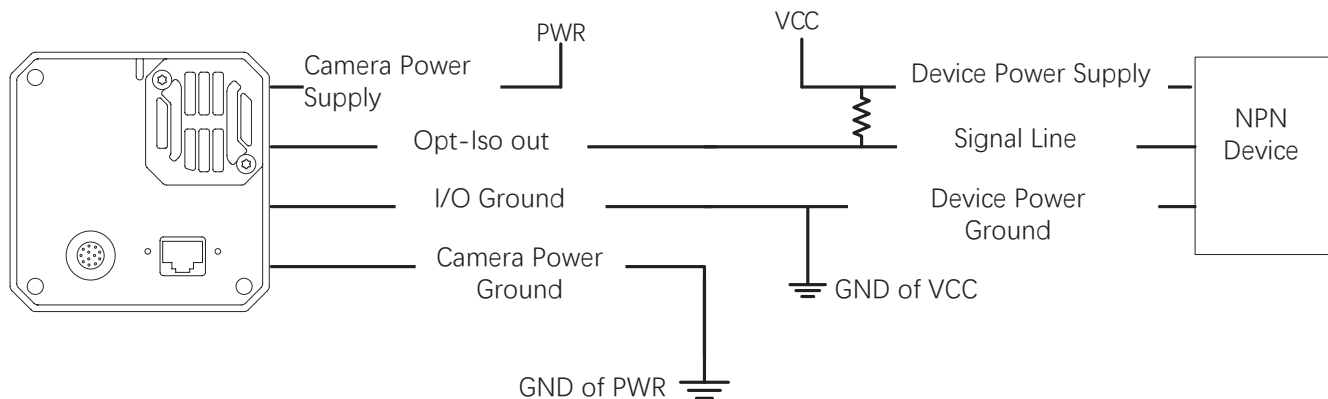 PWR
VCC
Camera Power
Supply
Device Power Supply
NPN
Device
Opt-Iso out
Signal Line
I/O Ground
Device Power
Ground
Camera Power
Ground
GND of VCC
GND of PWR